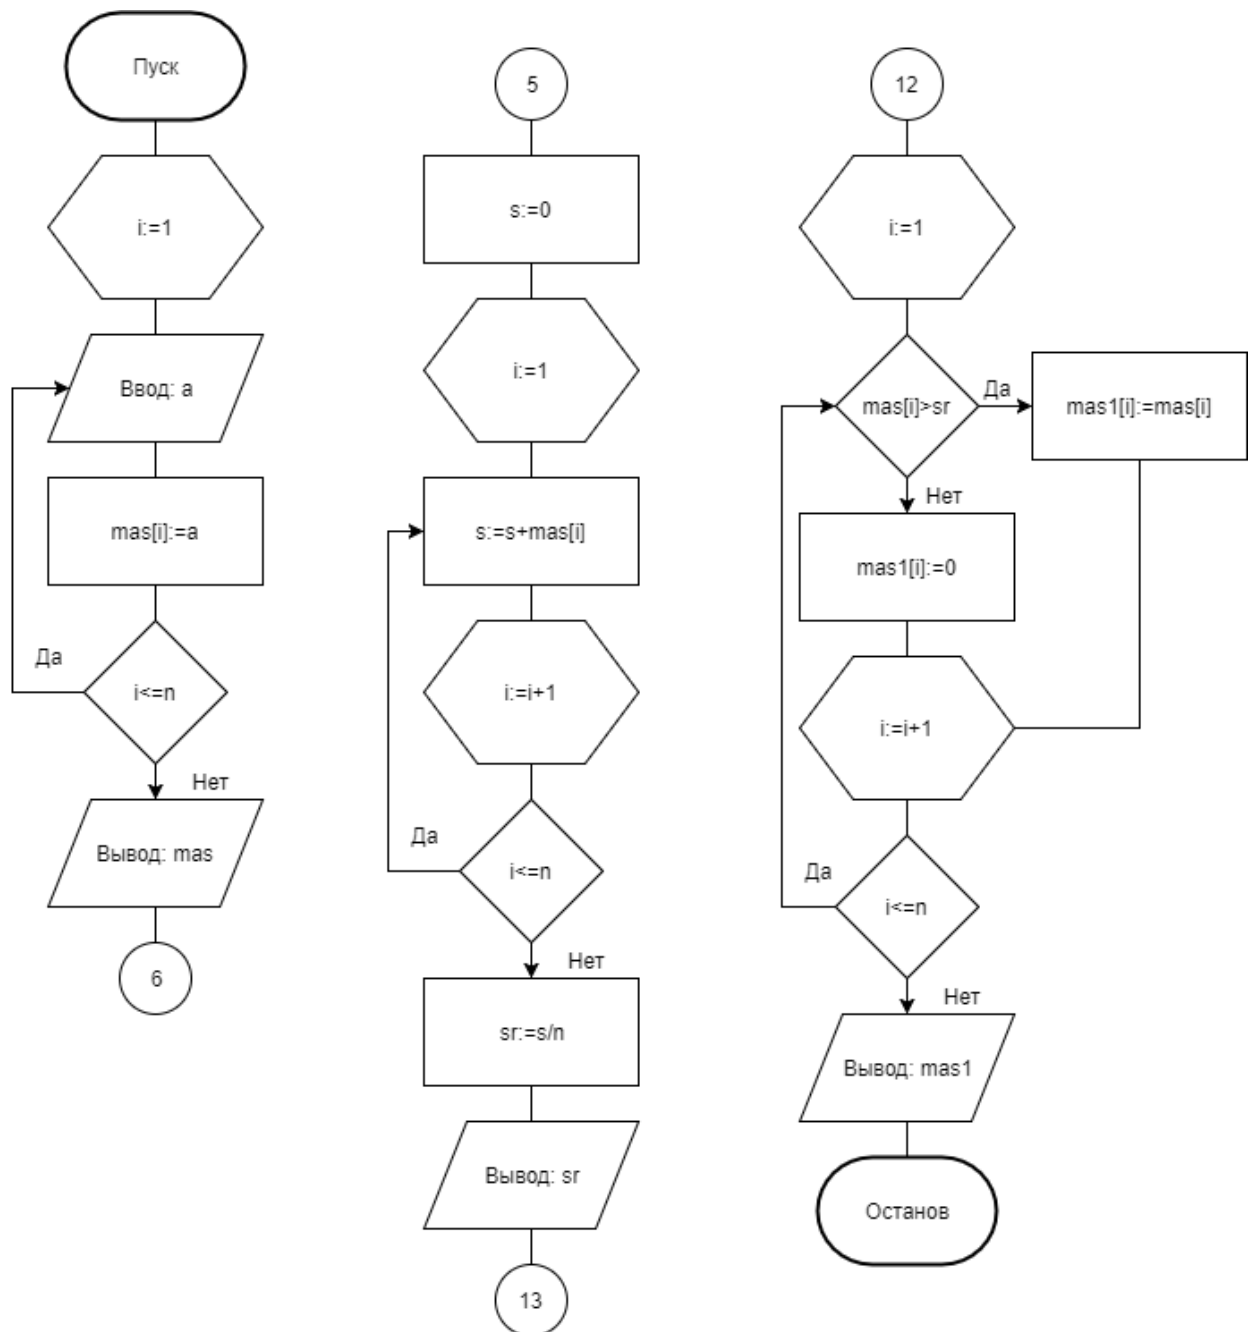 Пуск
i:=1
Ввод: a
mas[i]:=a
Да
i<=n
Нет
Вывод: mas
6
5
s:=0
i:=1
s:=s+mas[i]
i:=i+1
Да
i<=n
Нет
sr:=s/n
Вывод: sr
13
12
i:=1
mas[i]>sr
Да
mas1[i]:=mas[i]
Нет
mas1[i]:=0
i:=i+1
Да
i<=n
Нет
Вывод: mas1
Останов